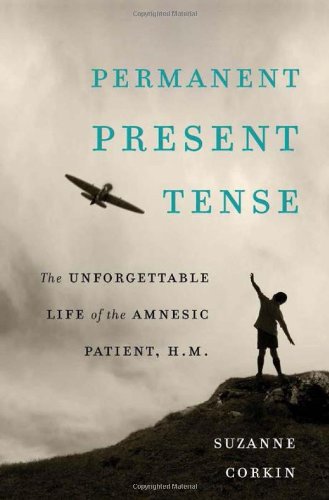 PERMANENT
PRESENT
TENSE
The UNFORGETTABLE
LIFE of the AMNESIC
PATIENT, H.M.
SUZANNE
CORKIN